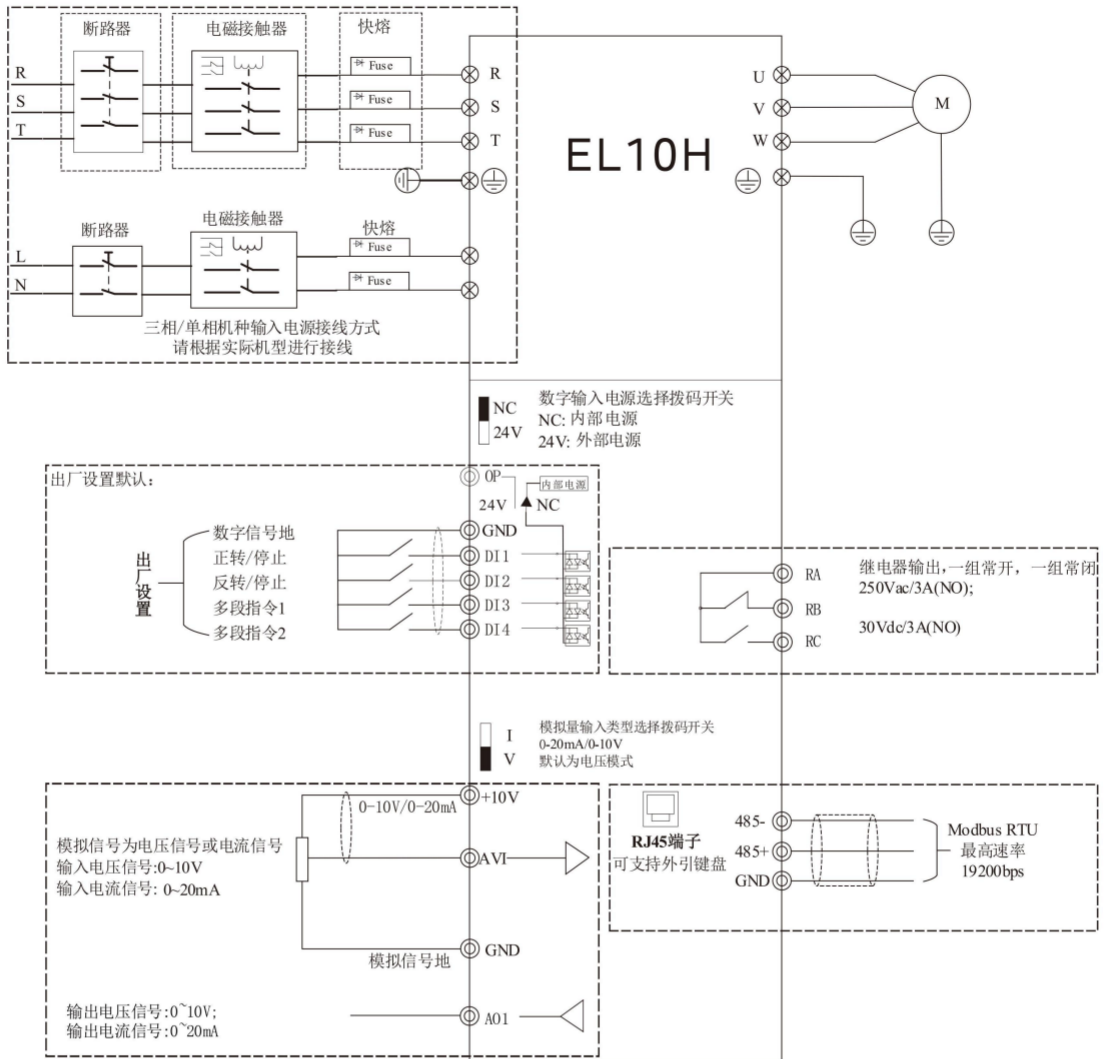 断路器
电磁接触器
快熔
R
S
T
Fuse
Fuse
Fuse
R
S
T
EL10H
U
V
W
M
断路器
电磁接触器
快熔
L
N
Fuse
Fuse
三相/单相机种输入电源接线方式
请根据实际机型进行接线
NC
24V
数字输入电源选择拨码开关
NC: 内部电源
24V: 外部电源
出厂设置默认:
出厂设置
数字信号地
正转/停止
反转/停止
多段指令1
多段指令2
OP
24V
内部电源
NC
GND
DI1
DI2
DI3
DI4
RA
RB
RC
继电器输出,一组常开，一组常闭
250Vac/3A(NO);
30Vdc/3A(NO)
I
V
模拟量输入类型选择拨码开关
0-20mA/0-10V
默认为电压模式
模拟信号为电压信号或电流信号
输入电压信号:0~10V
输入电流信号: 0~20mA
0-10V/0-20mA
+10V
AVI
GND
模拟信号地
输出电压信号:0~10V;
输出电流信号:0~20mA
AO1
RJ45端子
可支持外引键盘
485-
485+
GND
Modbus RTU
最高速率
19200bps